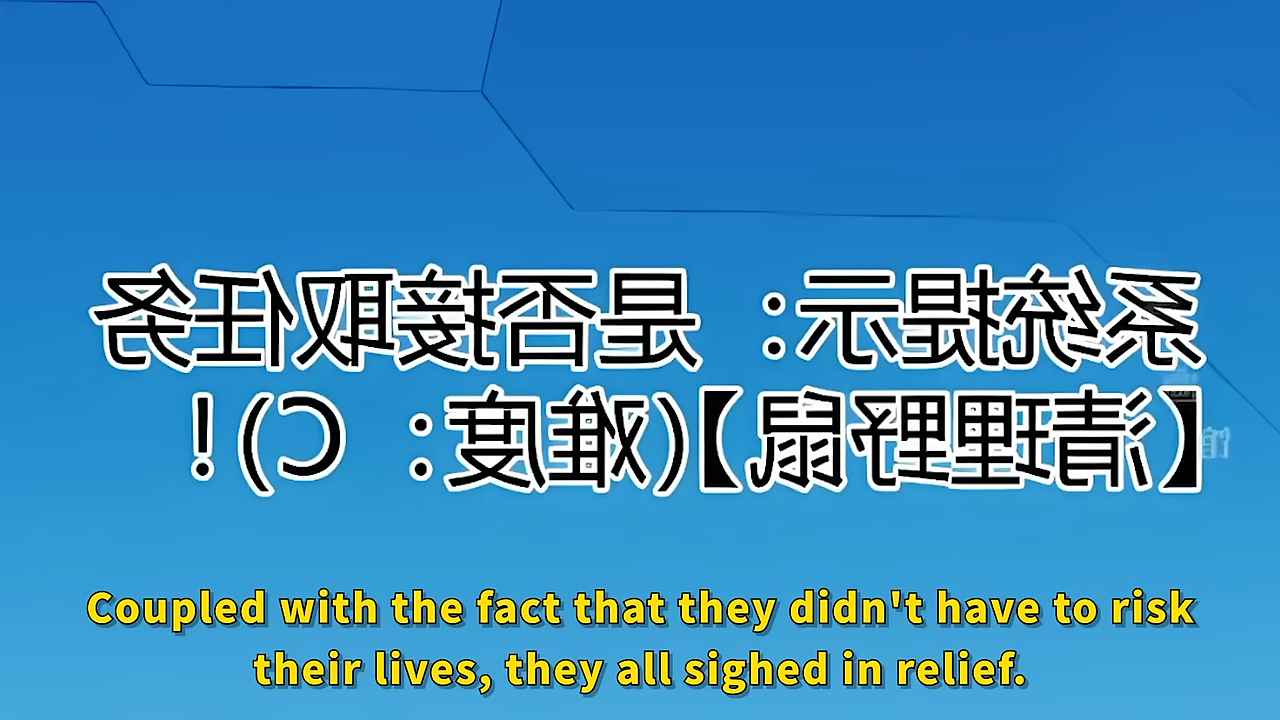 系统提示： 是否接取任务
【清理野鼠】(难度： C)！
Coupled with the fact that they didn't have to risk
their lives, they all sighed in relief.